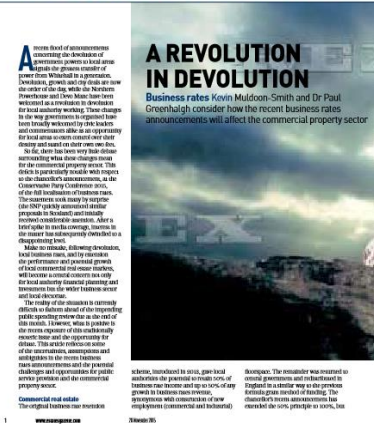 A recent flood of announcements
concerning the devolution of
government powers to local areas
signals the greatest transfer of
power from Whitehall in a generation.
Devolution, growth and city deals are now
the order of the day, while the Northern
Powerhouse and Devo Manc have been
welcomed as a revolution in devolution
for local authority working. These changes
in the way government is organised have
been broadly welcomed by civic leaders
and commentators alike as an opportunity
for local areas to earn control over their
destiny and stand on their own two feet.
So far, there has been very little debate
surrounding what these changes mean
for the commercial property sector. This
deficit is particularly notable with respect
to the chancellor's announcement, at the
Conservative Party Conference 2015,
of the full localisation of business rates.
The statement took many by surprise
(the SNP quickly announced similar
proposals in Scotland) and initially
received considerable attention. After a
brief spike in media coverage, interest in
the matter has subsequently dwindled to a
disappointing level.
Make no mistake, following devolution,
local business rates, and by extension
the performance and potential growth
of local commercial real estate markets,
will become a central concern not only
for local authority financial planning and
investment but the wider business sector
and local electorate.
The reality of the situation is currently
difficult to fathom ahead of the impending
public spending review due at the end of
this month. However, what is positive is
the recent exposure of this traditionally
esoteric issue and the opportunity for
debate. This article reflects on some
of the uncertainties, assumptions and
ambiguities in the recent business
rates announcements and the potential
challenges and opportunities for public
service provision and the commercial
property sector.
Commercial real estate
The original business rate retention
A REVOLUTION
IN DEVOLUTION
Business rates Kevin Muldoon-Smith and Dr Paul
Greenhalgh consider how the recent business rates
announcements will affect the commercial property sector
EX
scheme, introduced in 2013, gave local
authorities the potential to retain 50% of
business rate income and up to 50% of any
growth in business rates revenue,
synonymous with construction of new
employment (commercial and industrial)
floorspace. The remainder was returned to
central government and redistributed in
England in a similar way to the previous
formula grant method of funding. The
chancellor's recent announcement has
extended the 50% principle to 100%, but